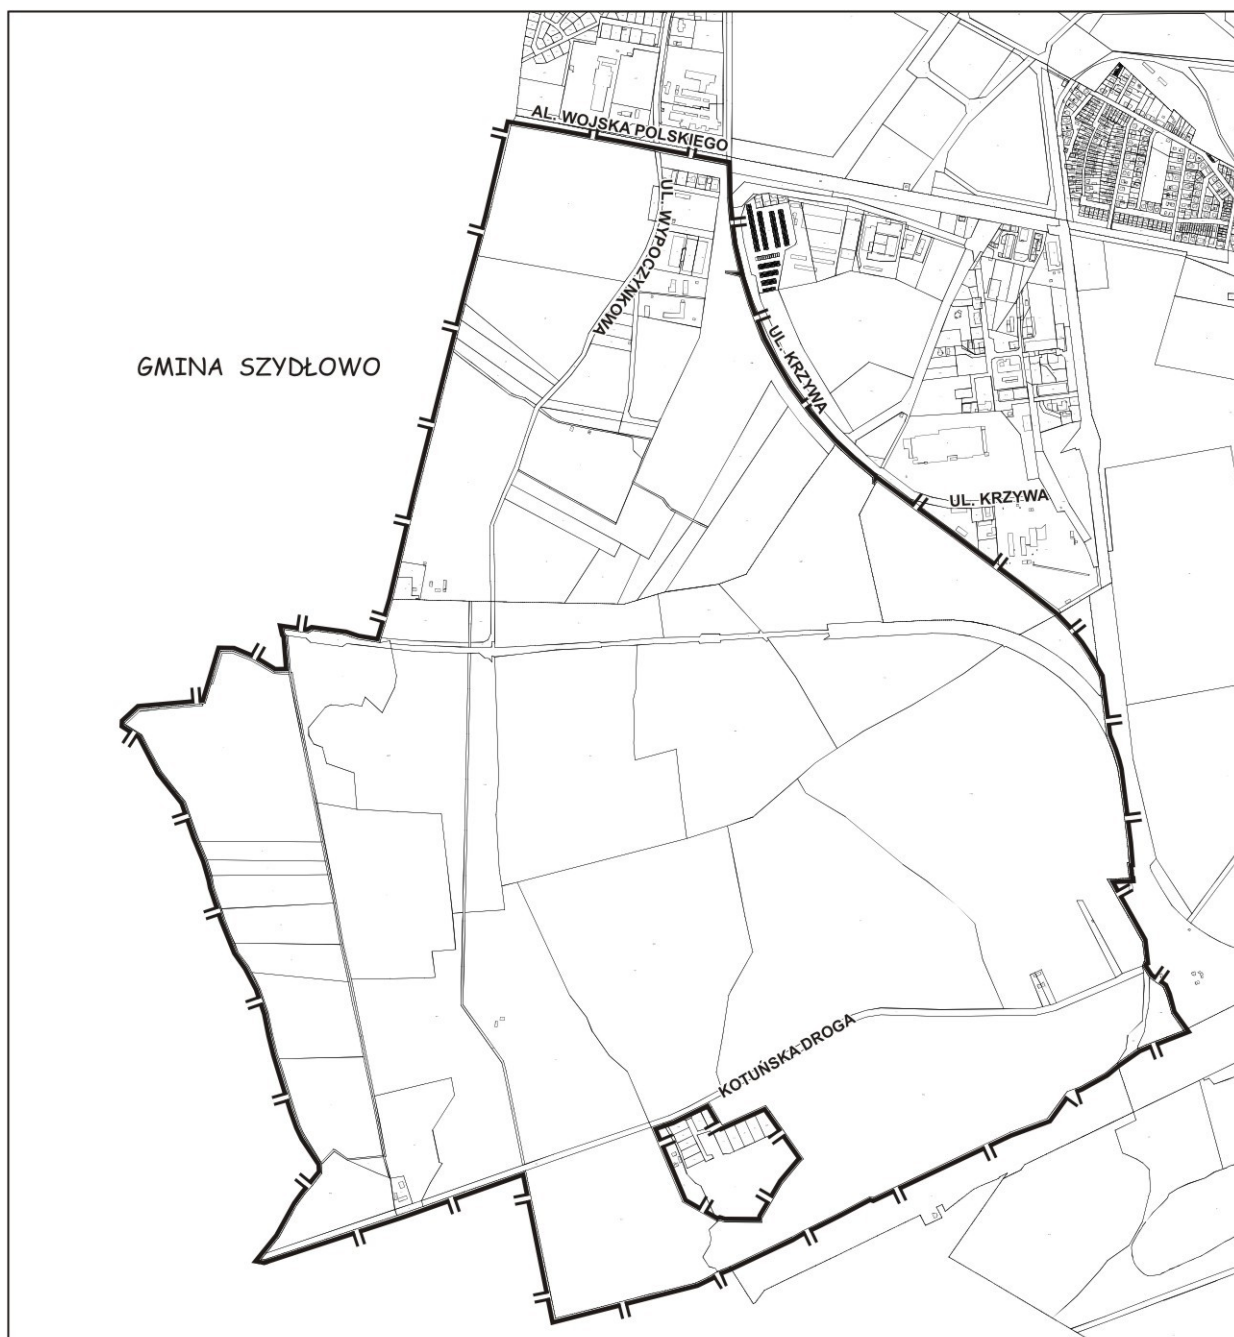 AL. WOJSKA POLSKIEGO
UL. WYPOCZYNKOWA
GMINA SZYDŁOWO
UL. KRZYWA
UL. KRZYWA
KOTUŃSKA DROGA